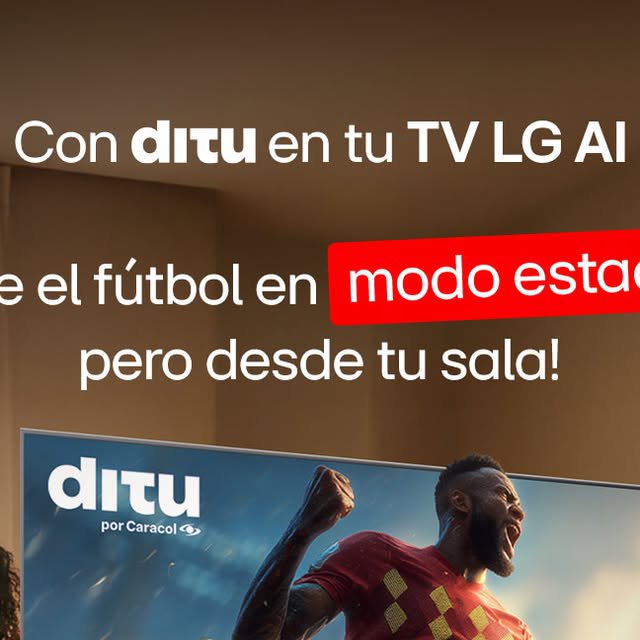 Con ditu en tu TV LG AI
e el fútbol en modo estad
pero desde tu sala!
ditu
por Caracol